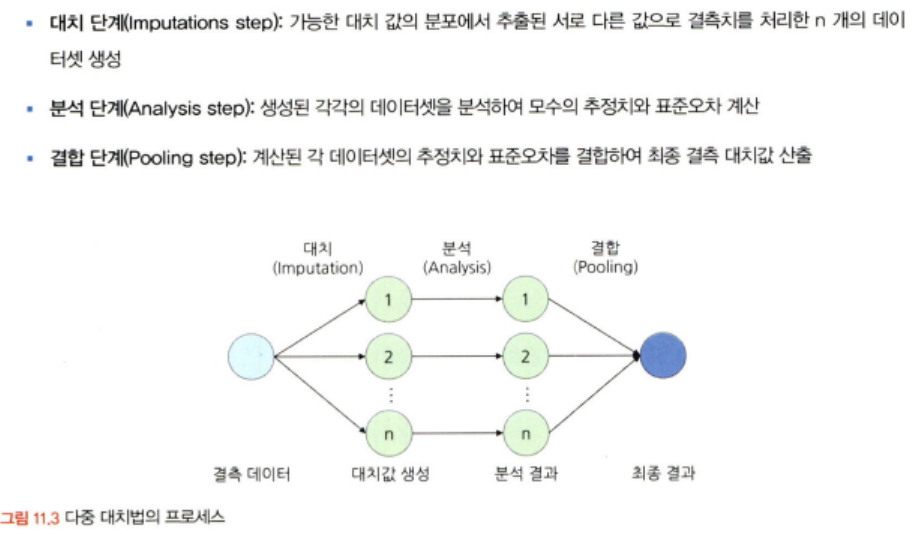 ▪ 대치 단계(Imputations step): 가능한 대치 값의 분포에서 추출된 서로 다른 값으로 결측치를 처리한 n 개의 데이
터셋 생성
▪ 분석 단계(Analysis step): 생성된 각각의 데이터셋을 분석하여 모수의 추정치와 표준오차 계산
▪ 결합 단계(Pooling step): 계산된 각 데이터셋의 추정치와 표준오차를 결합하여 최종 결측 대치값 산출
대치 분석 결합
(Imputation) (Analysis) (Pooling)
1 1
2 2
⋮ ⋮
n n
결측 데이터 대치값 생성 분석 결과 최종 결과
그림 11.3 다중 대치법의 프로세스